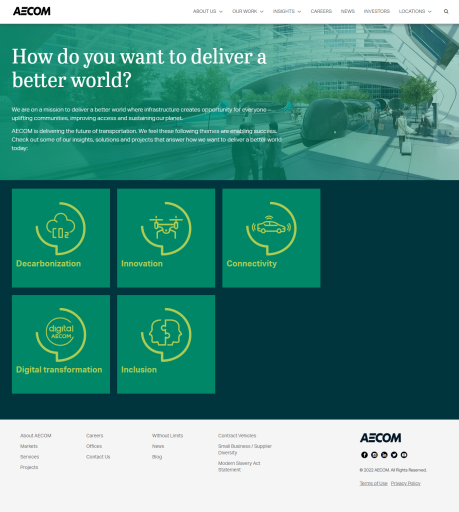 AECOM
ABOUT US
OUR WORK
INSIGHTS
CAREERS
NEWS
INVESTORS
LOCATIONS
How do you want to deliver a
better world?
We are on a mission to deliver a better world where infrastructure creates opportunity for everyone –
uplifting communities, improving access and sustaining our planet.
AECOM is delivering the future of transportation. We feel these following themes are enabling success.
Check out some of our insights, solutions and projects that answer how we want to deliver a better world
today:
CO2
Decarbonization
Innovation
Connectivity
digital
AECOM
Digital transformation
Inclusion
About AECOM
Markets
Services
Projects
Careers
Offices
Contact Us
Without Limits
News
Blog
Contract Vehicles
Small Business / Supplier
Diversity
Modern Slavery Act
Statement
AECOM
© 2022 AECOM. All Rights Reserved.
Terms of Use
Privacy Policy